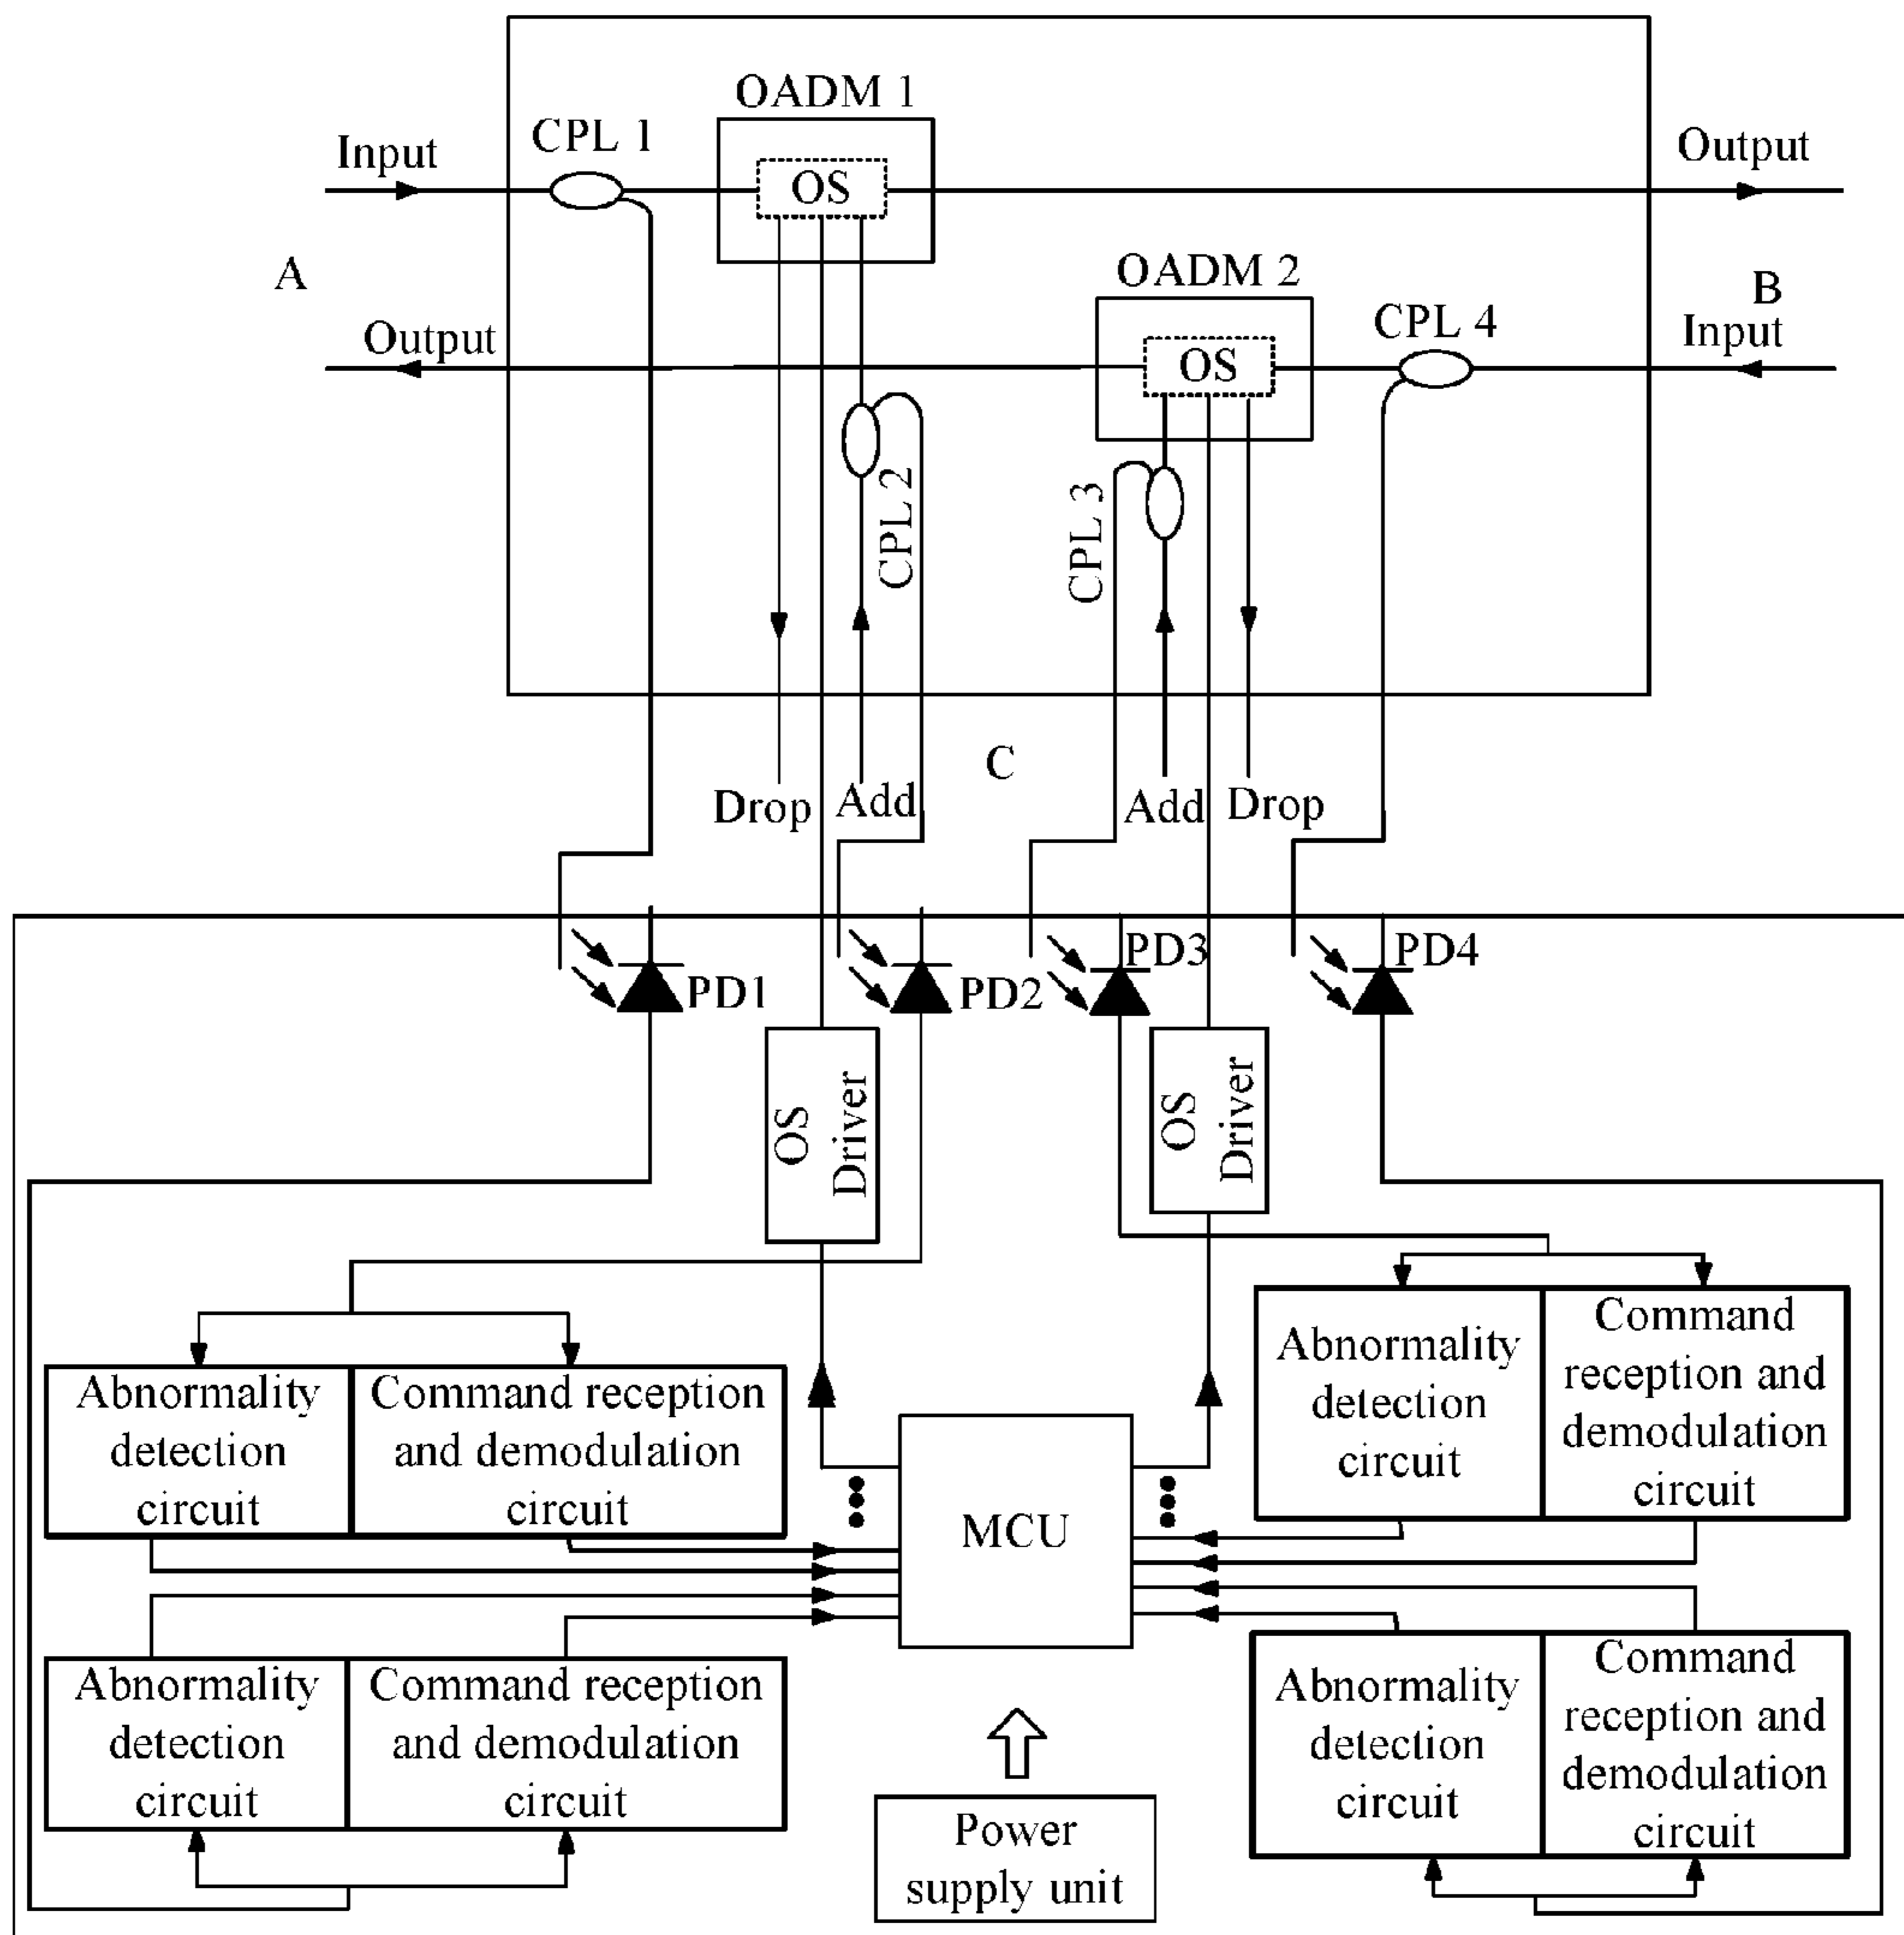 OADM 1
CPL 1
Input
Output
OS
A
OADM 2
B
CPL 4
Output
Input
OS
CPL 2
CPL 3
C
Drop
Add
Add
Drop
PD1
PD2
PD3
PD4
OS
Driver
OS
Driver
Abnormality
detection
circuit
Command reception
and demodulation
circuit
Abnormality
detection
circuit
Command
reception and
demodulation
circuit
MCU
Abnormality
detection
circuit
Command reception
and demodulation
circuit
Abnormality
detection
circuit
Command
reception and
demodulation
circuit
Power
supply unit